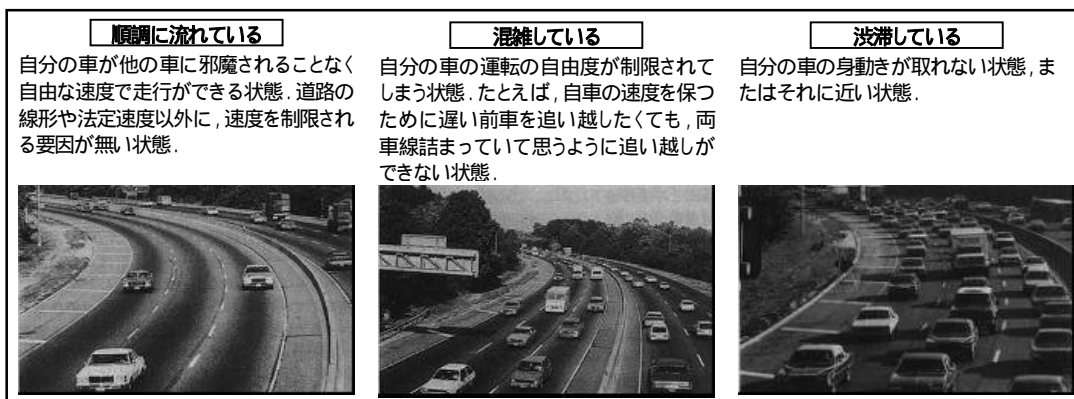 順調に流れている
自分の車が他の車に邪魔されることなく
自由な速度で走行ができる状態．道路の
線形や法定速度以外に，速度を制限され
る要因が無い状態．
混雑している
自分の車の運転の自由度が制限されて
しまう状態．たとえば，自車の速度を保つ
ために遅い前車を追い越したくても，両
車線詰まっていて思うように追い越しが
できない状態．
渋滞している
自分の車の身動きが取れない状態，ま
たはそれに近い状態．